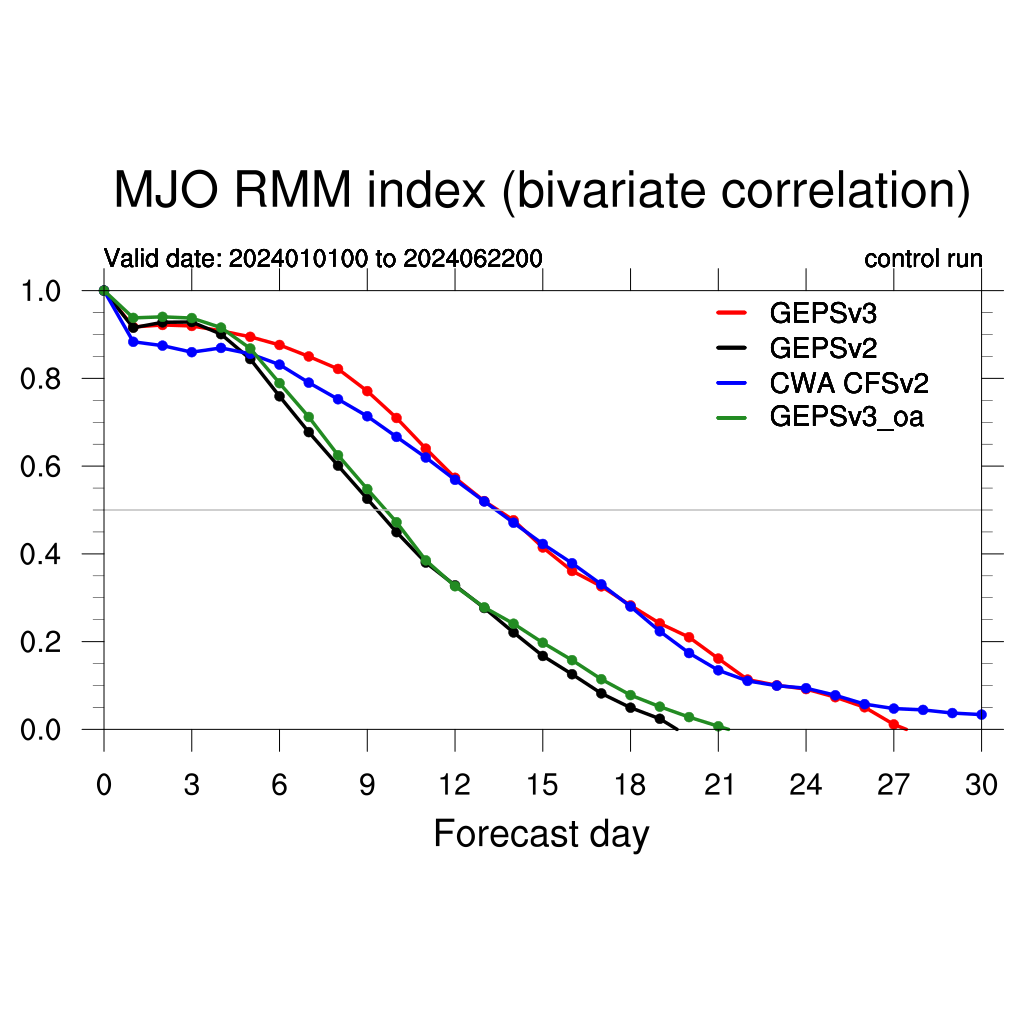 MJO RMM index (bivariate correlation)
Valid date: 2024010100 to 2024062200 control run
1.0
0.8
0.6
0.4
0.2
0.0
GEPSv3
GEPSv2
CWA CFSv2
GEPSv3_oa
0 3 6 9 12 15 18 21 24 27 30
Forecast day